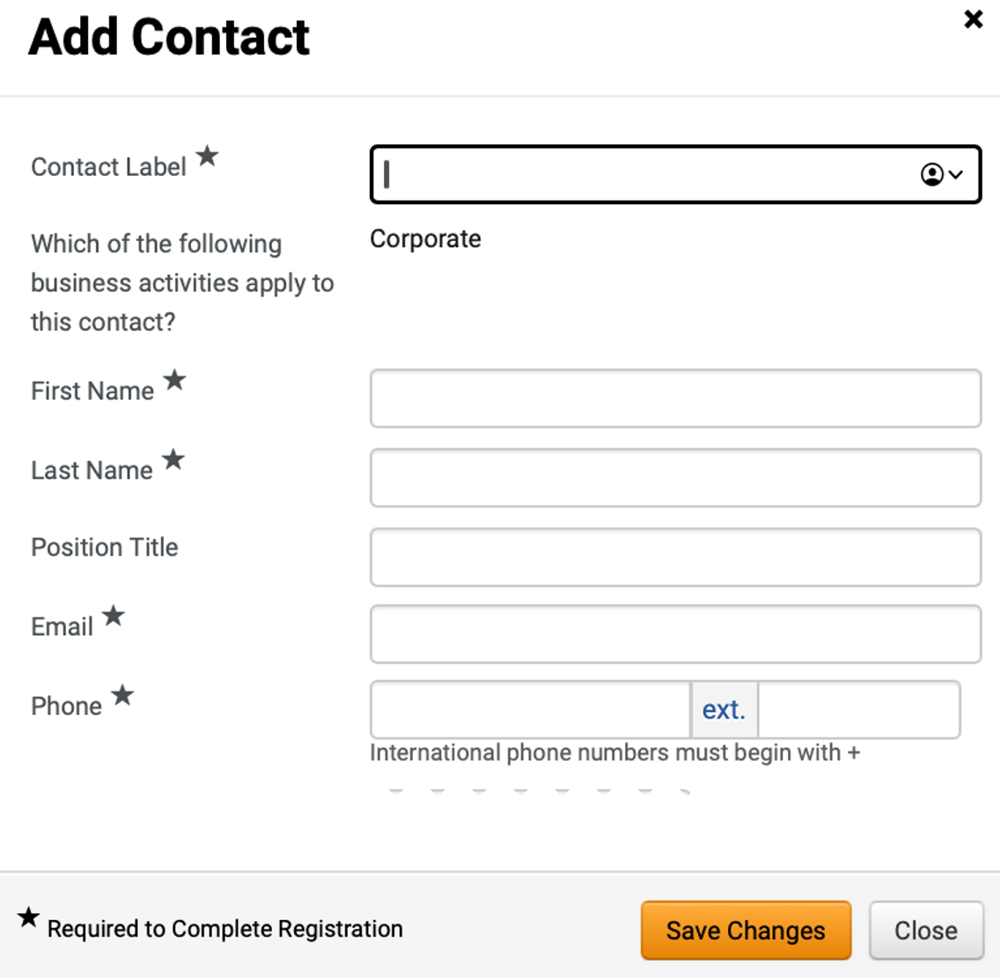 Add Contact
Contact Label ★
Which of the following
business activities apply to
this contact?
Corporate
First Name ★
Last Name ★
Position Title
Email ★
Phone ★
ext.
International phone numbers must begin with +
★ Required to Complete Registration
Save Changes
Close